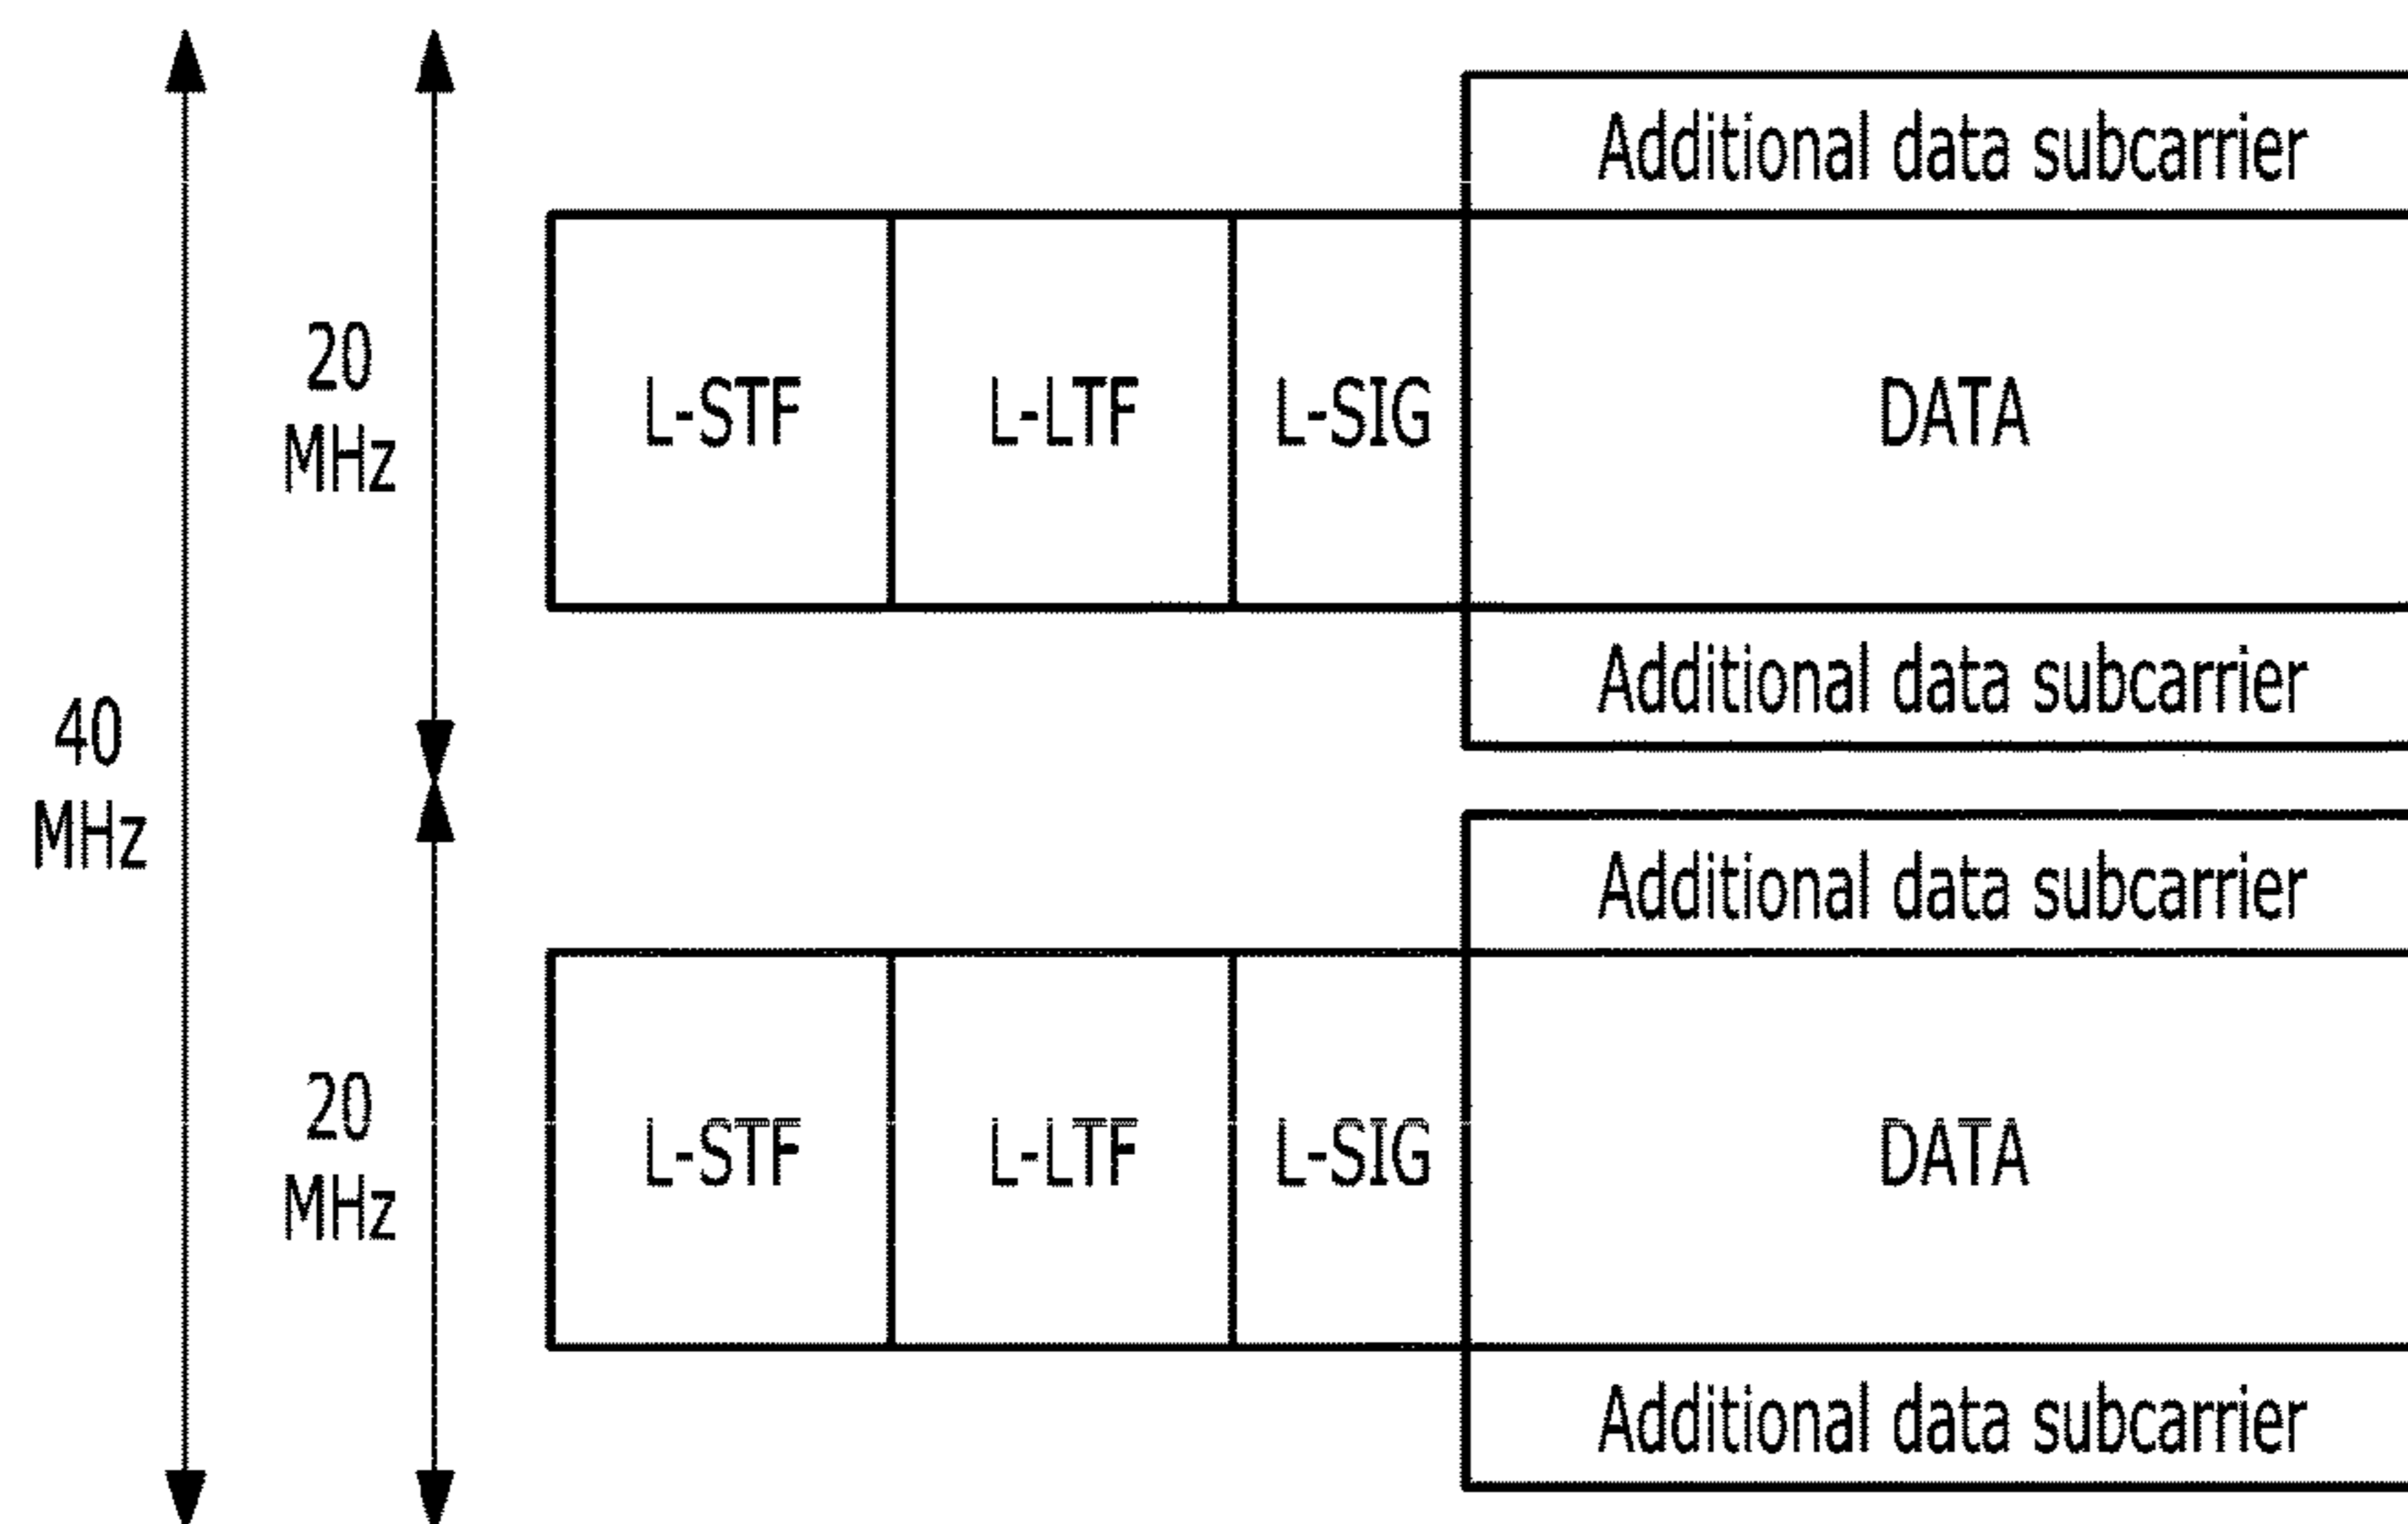 Additional data subcarrier
20
MHz
L-STF
L-LTF
L-SIG
DATA
Additional data subcarrier
40
MHz
Additional data subcarrier
20
MHz
L-STF
L-LTF
L-SIG
DATA
Additional data subcarrier